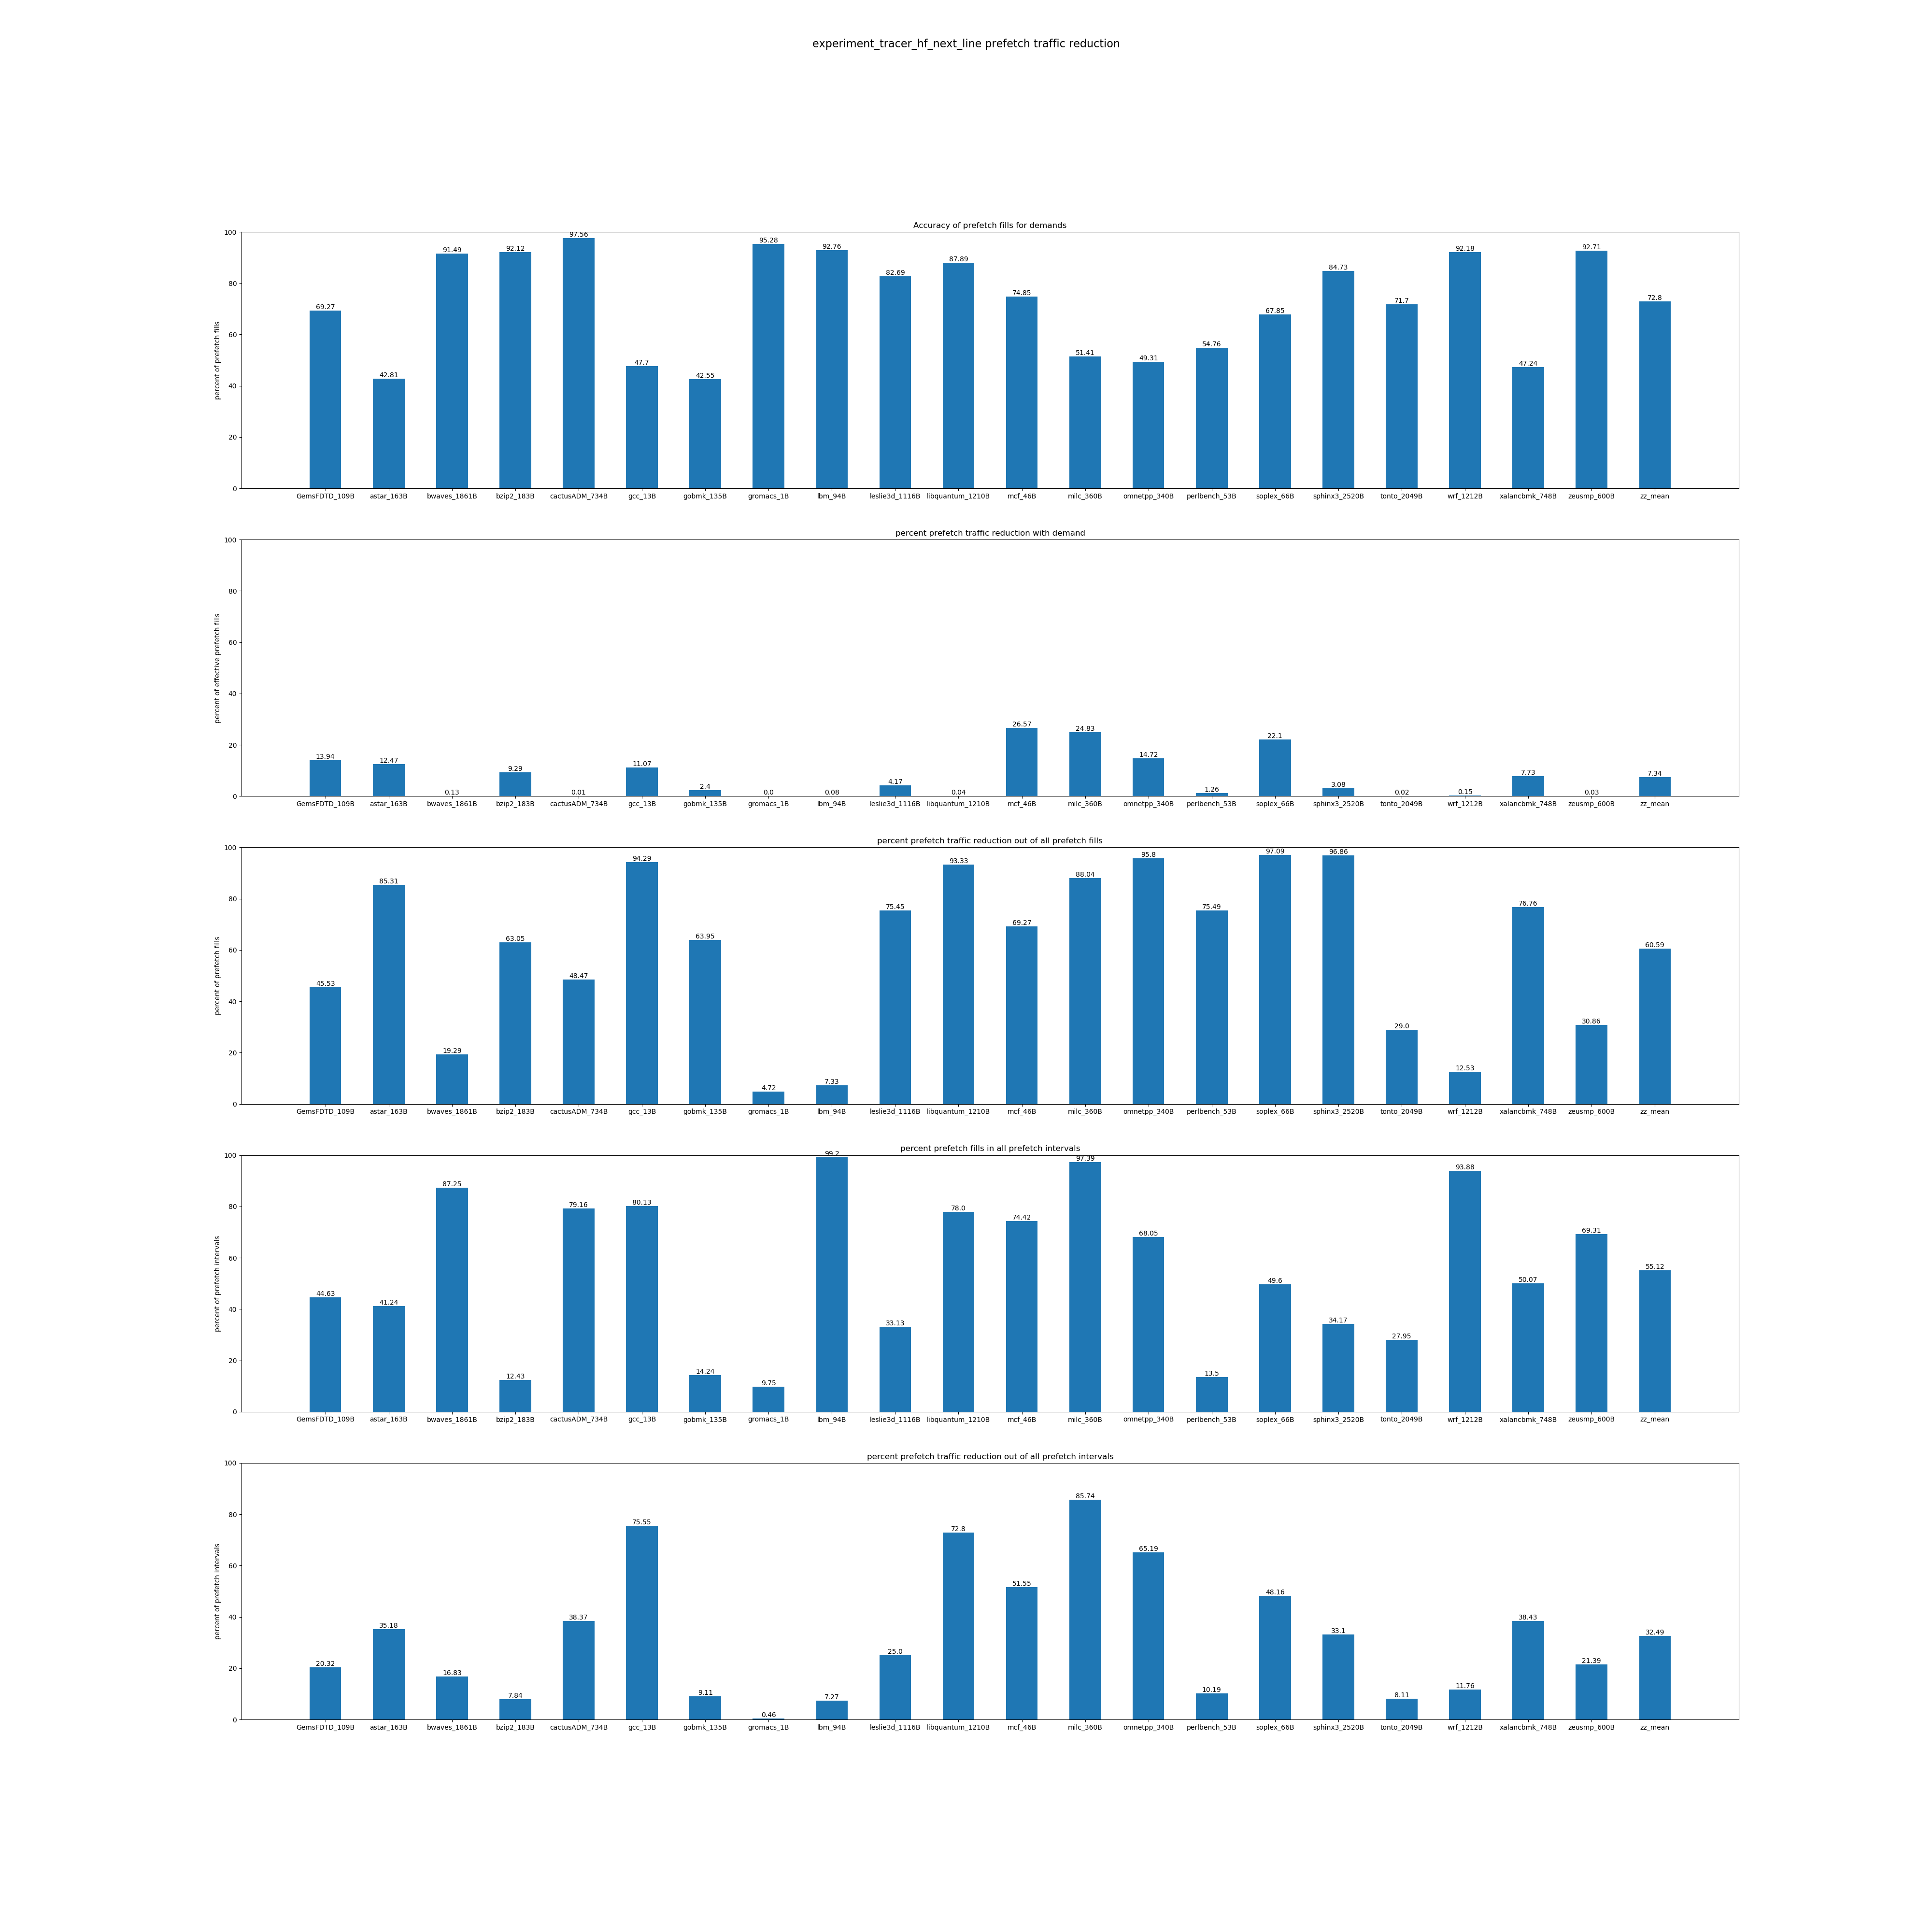 experiment_tracer_hf_next_line prefetch traffic reduction
Accuracy of prefetch fills for demands
percent of prefetch fills
100
80
60
40
20
0
69.27 42.81 91.49 92.12 97.56 47.7 42.55 95.28 92.76 82.69 87.89 74.85 51.41 49.31 54.76 67.85 84.73 71.7 92.18 47.24 92.71 72.8
GemsFDTD_109B astar_163B bwaves_1861B bzip2_183B cactusADM_734B gcc_13B gobmk_135B gromacs_1B lbm_94B leslie3d_1116B libquantum_1210B mcf_46B milc_360B omnetpp_340B perlbench_53B soplex_66B sphinx3_2520B tonto_2049B wrf_1212B xalancbmk_748B zeusmp_600B zz_mean
percent prefetch traffic reduction with demand
percent of effective prefetch fills
100
80
60
40
20
0
13.94 12.47 0.13 9.29 0.01 11.07 2.4 0.0 0.08 4.17 0.04 26.57 24.83 14.72 1.26 22.1 3.08 0.02 0.15 7.73 0.03 7.34
GemsFDTD_109B astar_163B bwaves_1861B bzip2_183B cactusADM_734B gcc_13B gobmk_135B gromacs_1B lbm_94B leslie3d_1116B libquantum_1210B mcf_46B milc_360B omnetpp_340B perlbench_53B soplex_66B sphinx3_2520B tonto_2049B wrf_1212B xalancbmk_748B zeusmp_600B zz_mean
percent prefetch traffic reduction out of all prefetch fills
percent of prefetch fills
100
80
60
40
20
0
45.53 85.31 19.29 63.05 48.47 94.29 63.95 4.72 7.33 75.45 93.33 69.27 88.04 95.8 75.49 97.09 96.86 29.0 12.53 76.76 30.86 60.59
GemsFDTD_109B astar_163B bwaves_1861B bzip2_183B cactusADM_734B gcc_13B gobmk_135B gromacs_1B lbm_94B leslie3d_1116B libquantum_1210B mcf_46B milc_360B omnetpp_340B perlbench_53B soplex_66B sphinx3_2520B tonto_2049B wrf_1212B xalancbmk_748B zeusmp_600B zz_mean
percent prefetch fills in all prefetch intervals
percent of prefetch intervals
100
80
60
40
20
0
44.63 41.24 87.25 12.43 79.16 80.13 14.24 9.75 99.2 33.13 78.0 74.42 97.39 68.05 13.5 49.6 34.17 27.95 93.88 50.07 69.31 55.12
GemsFDTD_109B astar_163B bwaves_1861B bzip2_183B cactusADM_734B gcc_13B gobmk_135B gromacs_1B lbm_94B leslie3d_1116B libquantum_1210B mcf_46B milc_360B omnetpp_340B perlbench_53B soplex_66B sphinx3_2520B tonto_2049B wrf_1212B xalancbmk_748B zeusmp_600B zz_mean
percent prefetch traffic reduction out of all prefetch intervals
percent of prefetch intervals
100
80
60
40
20
0
20.32 35.18 16.83 7.84 38.37 75.55 9.11 0.46 7.27 25.0 72.8 51.55 85.74 65.19 10.19 48.16 33.1 8.11 11.76 38.43 21.39 32.49
GemsFDTD_109B astar_163B bwaves_1861B bzip2_183B cactusADM_734B gcc_13B gobmk_135B gromacs_1B lbm_94B leslie3d_1116B libquantum_1210B mcf_46B milc_360B omnetpp_340B perlbench_53B soplex_66B sphinx3_2520B tonto_2049B wrf_1212B xalancbmk_748B zeusmp_600B zz_mean